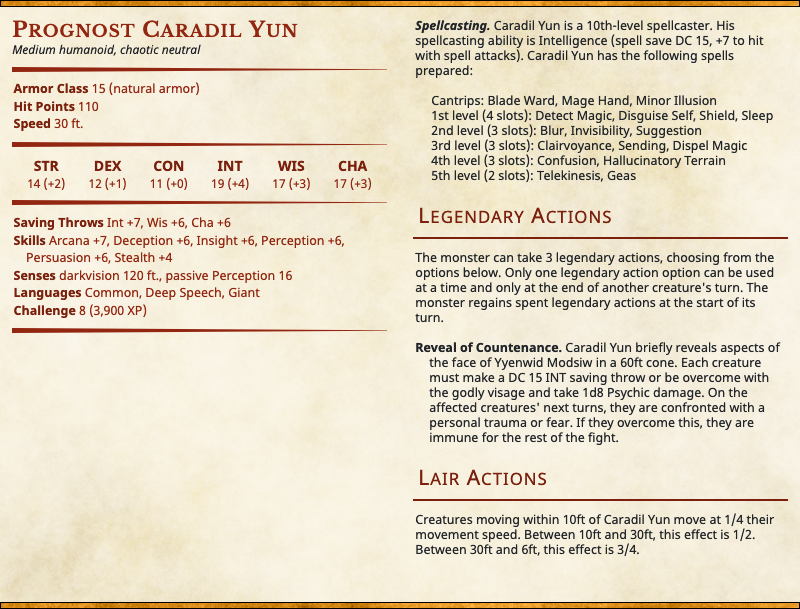 Prognost Caradil Yun
Medium humanoid, chaotic neutral
Armor Class 15 (natural armor)
Hit Points 110
Speed 30 ft.
STR DEX CON INT WIS CHA
14 (+2) 12 (+1) 11 (+0) 19 (+4) 17 (+3) 17 (+3)
Saving Throws Int +7, Wis +6, Cha +6
Skills Arcana +7, Deception +6, Insight +6, Perception +6,
Persuasion +6, Stealth +4
Senses darkvision 120 ft., passive Perception 16
Languages Common, Deep Speech, Giant
Challenge 8 (3,900 XP)
Spellcasting. Caradil Yun is a 10th-level spellcaster. His
spellcasting ability is Intelligence (spell save DC 15, +7 to hit
with spell attacks). Caradil Yun has the following spells
prepared:
Cantrips: Blade Ward, Mage Hand, Minor Illusion
1st level (4 slots): Detect Magic, Disguise Self, Shield, Sleep
2nd level (3 slots): Blur, Invisibility, Suggestion
3rd level (3 slots): Clairvoyance, Sending, Dispel Magic
4th level (3 slots): Confusion, Hallucinatory Terrain
5th level (2 slots): Telekinesis, Geas
Legendary Actions
The monster can take 3 legendary actions, choosing from the
options below. Only one legendary action option can be used
at a time and only at the end of another creature's turn. The
monster regains spent legendary actions at the start of its
turn.
Reveal of Countenance. Caradil Yun briefly reveals aspects of
the face of Yyenwid Modsiw in a 60ft cone. Each creature
must make a DC 15 INT saving throw or be overcome with
the godly visage and take 1d8 Psychic damage. On the
affected creatures' next turns, they are confronted with a
personal trauma or fear. If they overcome this, they are
immune for the rest of the fight.
Lair Actions
Creatures moving within 10ft of Caradil Yun move at 1/4 their
movement speed. Between 10ft and 30ft, this effect is 1/2.
Between 30ft and 6ft, this effect is 3/4.